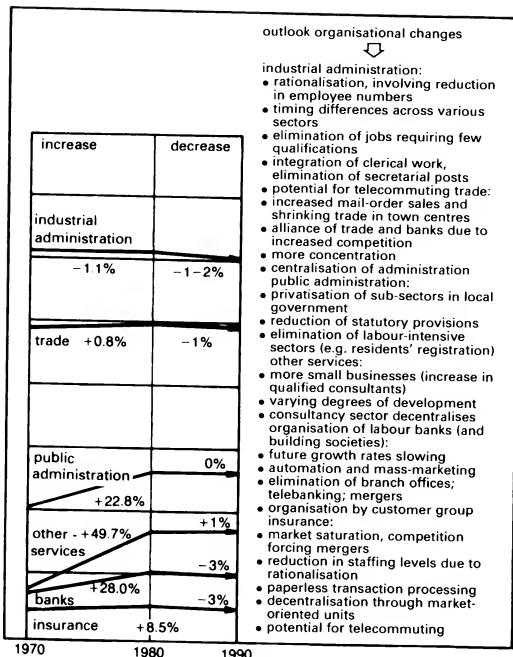 outlook organisational changes
industrial administration:
• rationalisation, involving reduction
in employee numbers
• timing differences across various
sectors
• elimination of jobs requiring few
qualifications
• integration of clerical work,
elimination of secretarial posts
• potential for telecommuting trade:
• increased mail-order sales and
shrinking trade in town centres
• alliance of trade and banks due to
increased competition
• more concentration
• centralisation of administration
public administration:
• privatisation of sub-sectors in local
government
• reduction of statutory provisions
• elimination of labour-intensive
sectors (e.g. residents' registration)
other services:
• more small businesses (increase in
qualified consultants)
• varying degrees of development
• consultancy sector decentralises
organisation of labour banks (and
building societies):
• future growth rates slowing
• automation and mass-marketing
• elimination of branch offices;
telebanking; mergers
• organisation by customer group
insurance:
• market saturation, competition
forcing mergers
• reduction in staffing levels due to
rationalisation
• paperless transaction processing
• decentralisation through market-
oriented units
• potential for telecommuting
increase decrease
industrial
administration
−1.1% −1–2%
trade +0.8% −1%
public
administration 0%
+22.8%
other - +49.7% +1%
services
−3%
+28.0%
banks −3%
insurance +8.5%
1970 1980 1990